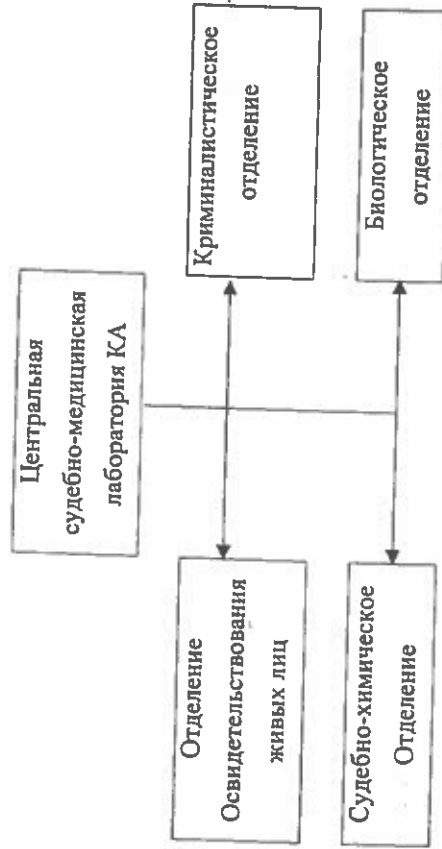 Центральная
судебно-медицинская
лаборатория КА
Отделение
Освидетельствования
живых лиц
Криминалистическое
отделение
Судебно-химическое
Отделение
Биологическое
отделение